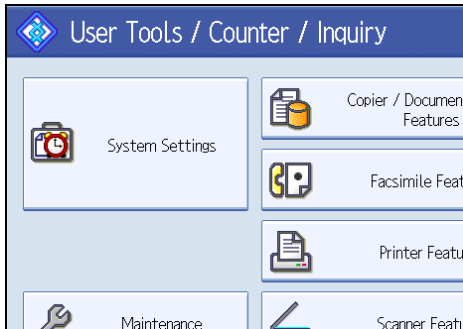 User Tools / Counter / Inquiry
System Settings
Copier / Documen
Features
Facsimile Feat
Printer Featu
Maintenance
Scanner Featu